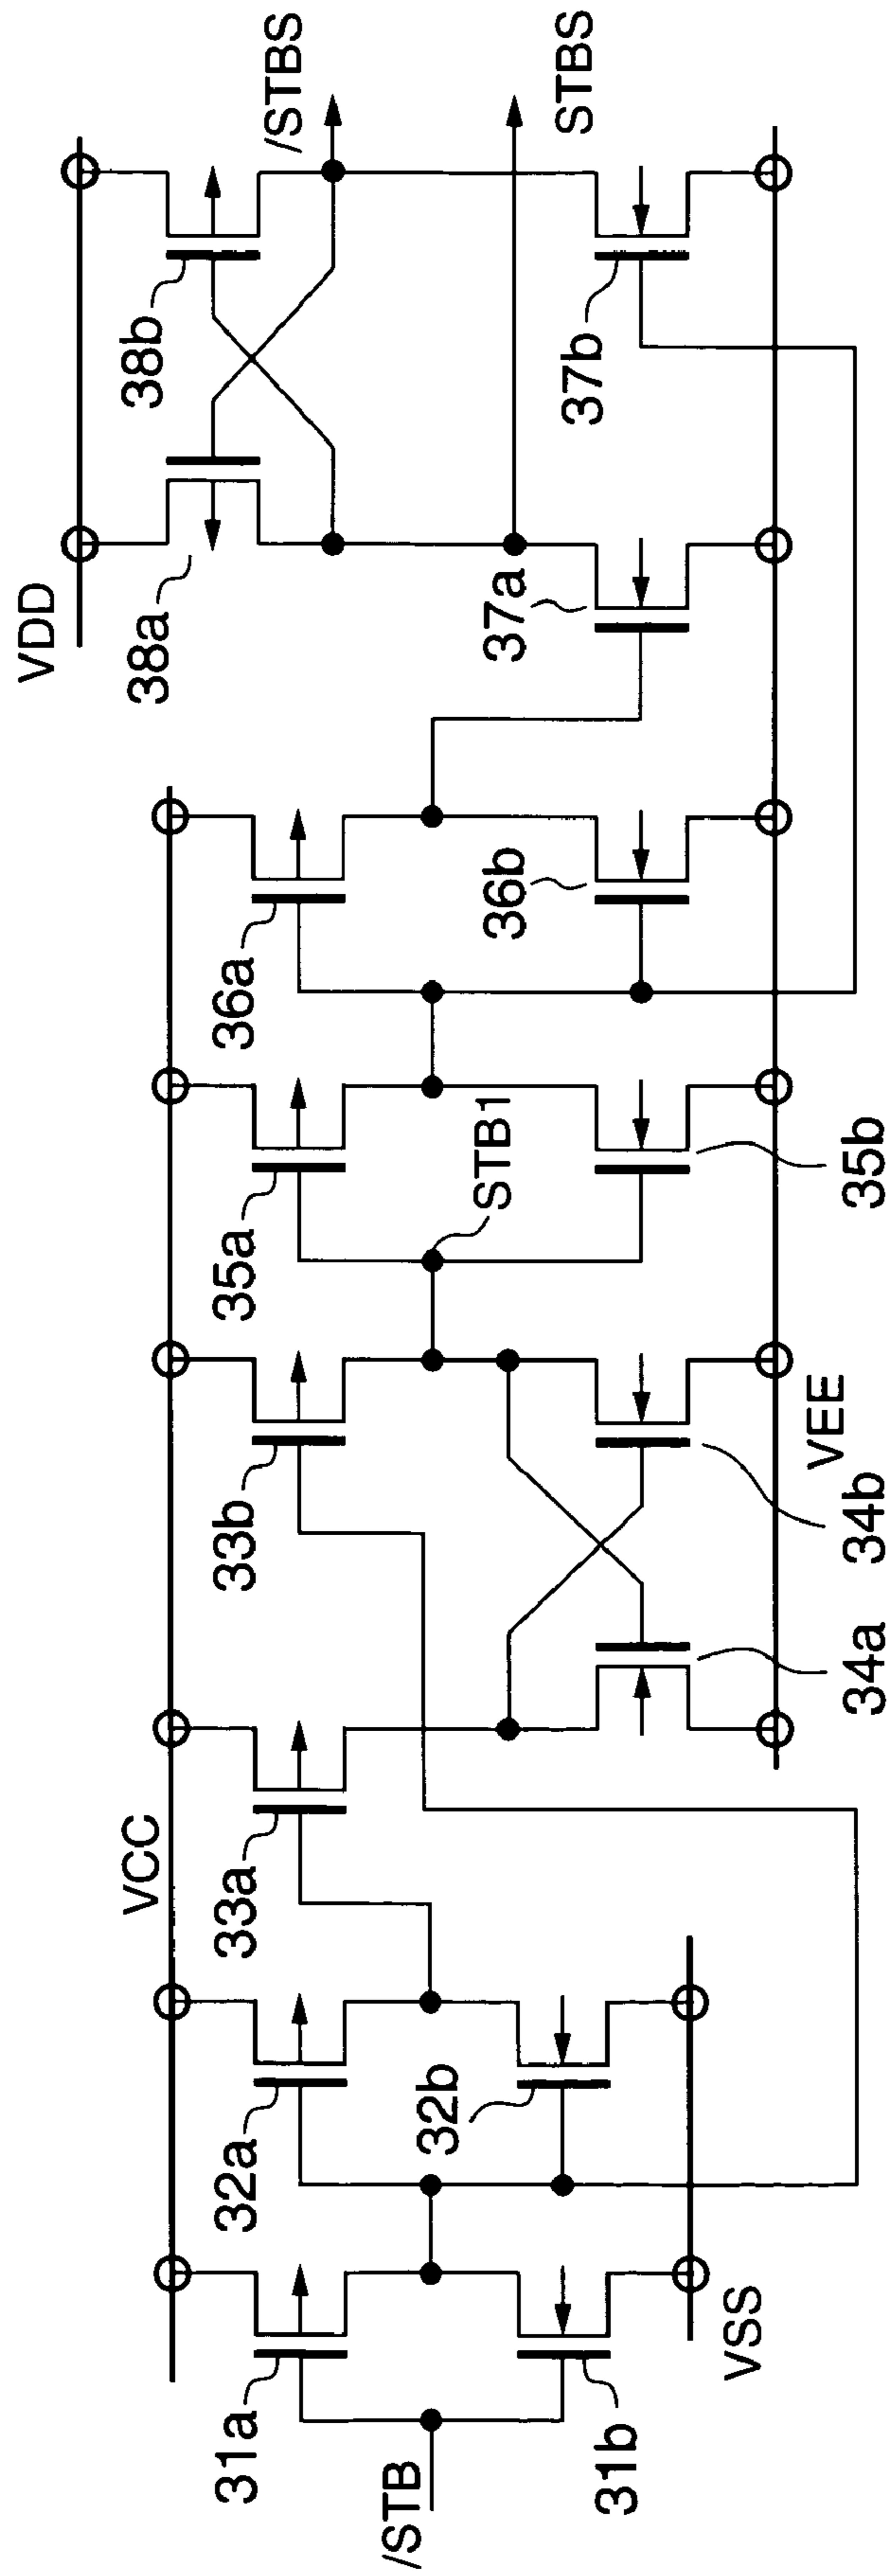 /STB
31a
31b
VSS
32a
32b
VCC
33a
33b
34a
34b
VEE
STB1
35a
35b
36a
36b
VDD
38a
38b
37a
37b
/STBS
STBS